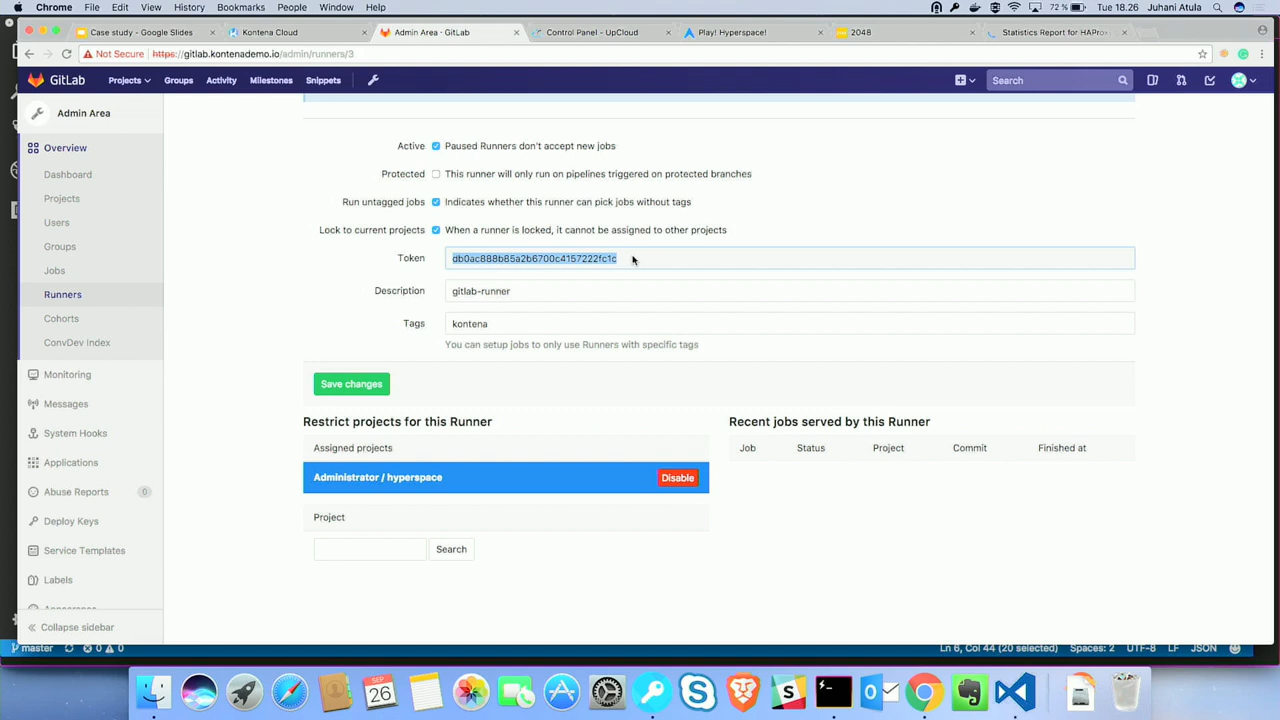 Chrome File Edit View History Bookmarks People Window Help 72 % Tue 18.26 Juhani Atula
Case study - Google Slides Kontena Cloud Admin Area · GitLab Control Panel - UpCloud Play! Hyperspace! 2048 Statistics Report for HAPro
Not Secure https://gitlab.kontenademo.io/admin/runners/3
GitLab Projects Groups Activity Milestones Snippets Search
Admin Area
Overview
Dashboard
Projects
Users
Groups
Jobs
Runners
Cohorts
ConvDev Index
Monitoring
Messages
System Hooks
Applications
Abuse Reports 0
Deploy Keys
Service Templates
Labels
Appearance
Collapse sidebar
Active Paused Runners don't accept new jobs
Protected This runner will only run on pipelines triggered on protected branches
Run untagged jobs Indicates whether this runner can pick jobs without tags
Lock to current projects When a runner is locked, it cannot be assigned to other projects
Token db0ac888b85a2b6700c4157222fc1c
Description gitlab-runner
Tags kontena
You can setup jobs to only use Runners with specific tags
Save changes
Restrict projects for this Runner
Assigned projects
Administrator / hyperspace Disable
Project
Search
Recent jobs served by this Runner
Job Status Project Commit Finished at
master 0 0 Ln 6, Col 44 (20 selected) Spaces: 2 UTF-8 LF JSON
SEP
26